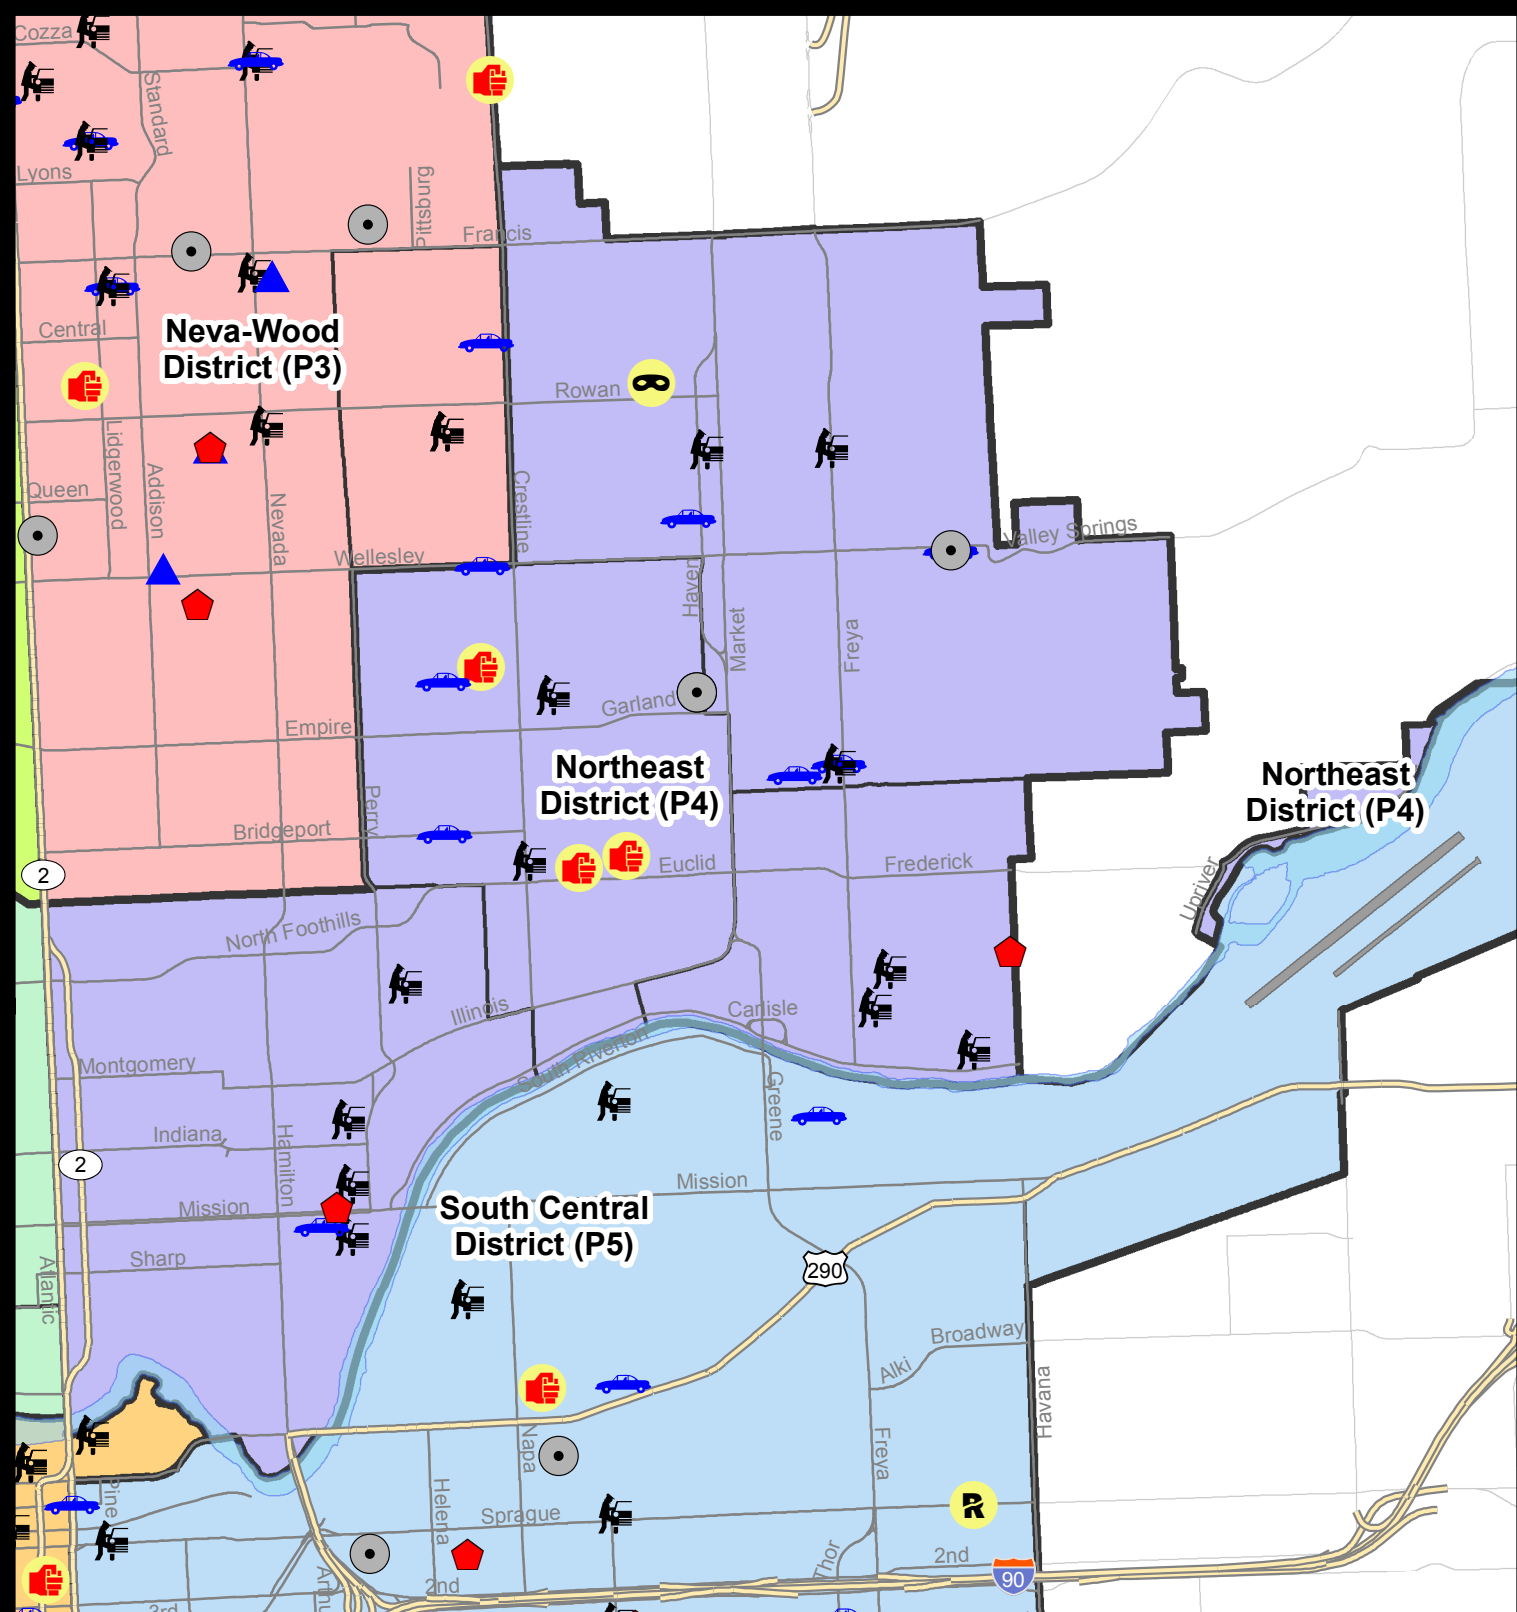 Cozza
Standard
Lyons
Pittsburg
Francis
Central
Neva-Wood
District (P3)
Rowan
Lidgerwood
Addison
Queen
Nevada
Crestline
Wellesley
Valley Springs
Haven
Market
Freya
Garland
Empire
Northeast
District (P4)
Northeast
District (P4)
Perry
Bridgeport
Euclid
Frederick
2
Upriver
North Foothills
Illinois
Carlisle
South Riverton
Montgomery
Greene
Indiana
Hamilton
2
Mission
Mission
South Central
District (P5)
Sharp
Atlantic
290
Broadway
Alki
Havana
Napa
Freya
Helena
Pine
Sprague
Thor
2nd
90
2nd
3rd